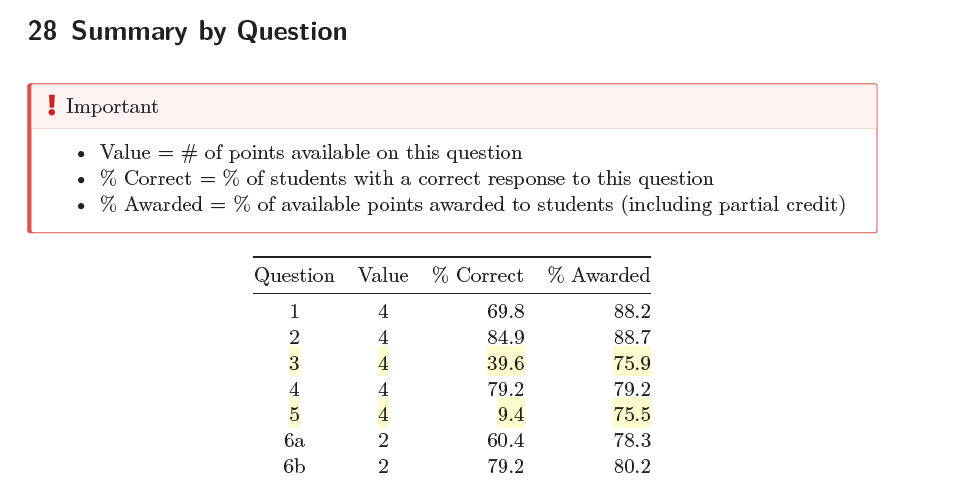 28 Summary by Question
! Important
• Value = # of points available on this question
• % Correct = % of students with a correct response to this question
• % Awarded = % of available points awarded to students (including partial credit)
Question Value % Correct % Awarded
1 4 69.8 88.2
2 4 84.9 88.7
3 4 39.6 75.9
4 4 79.2 79.2
5 4 9.4 75.5
6a 2 60.4 78.3
6b 2 79.2 80.2